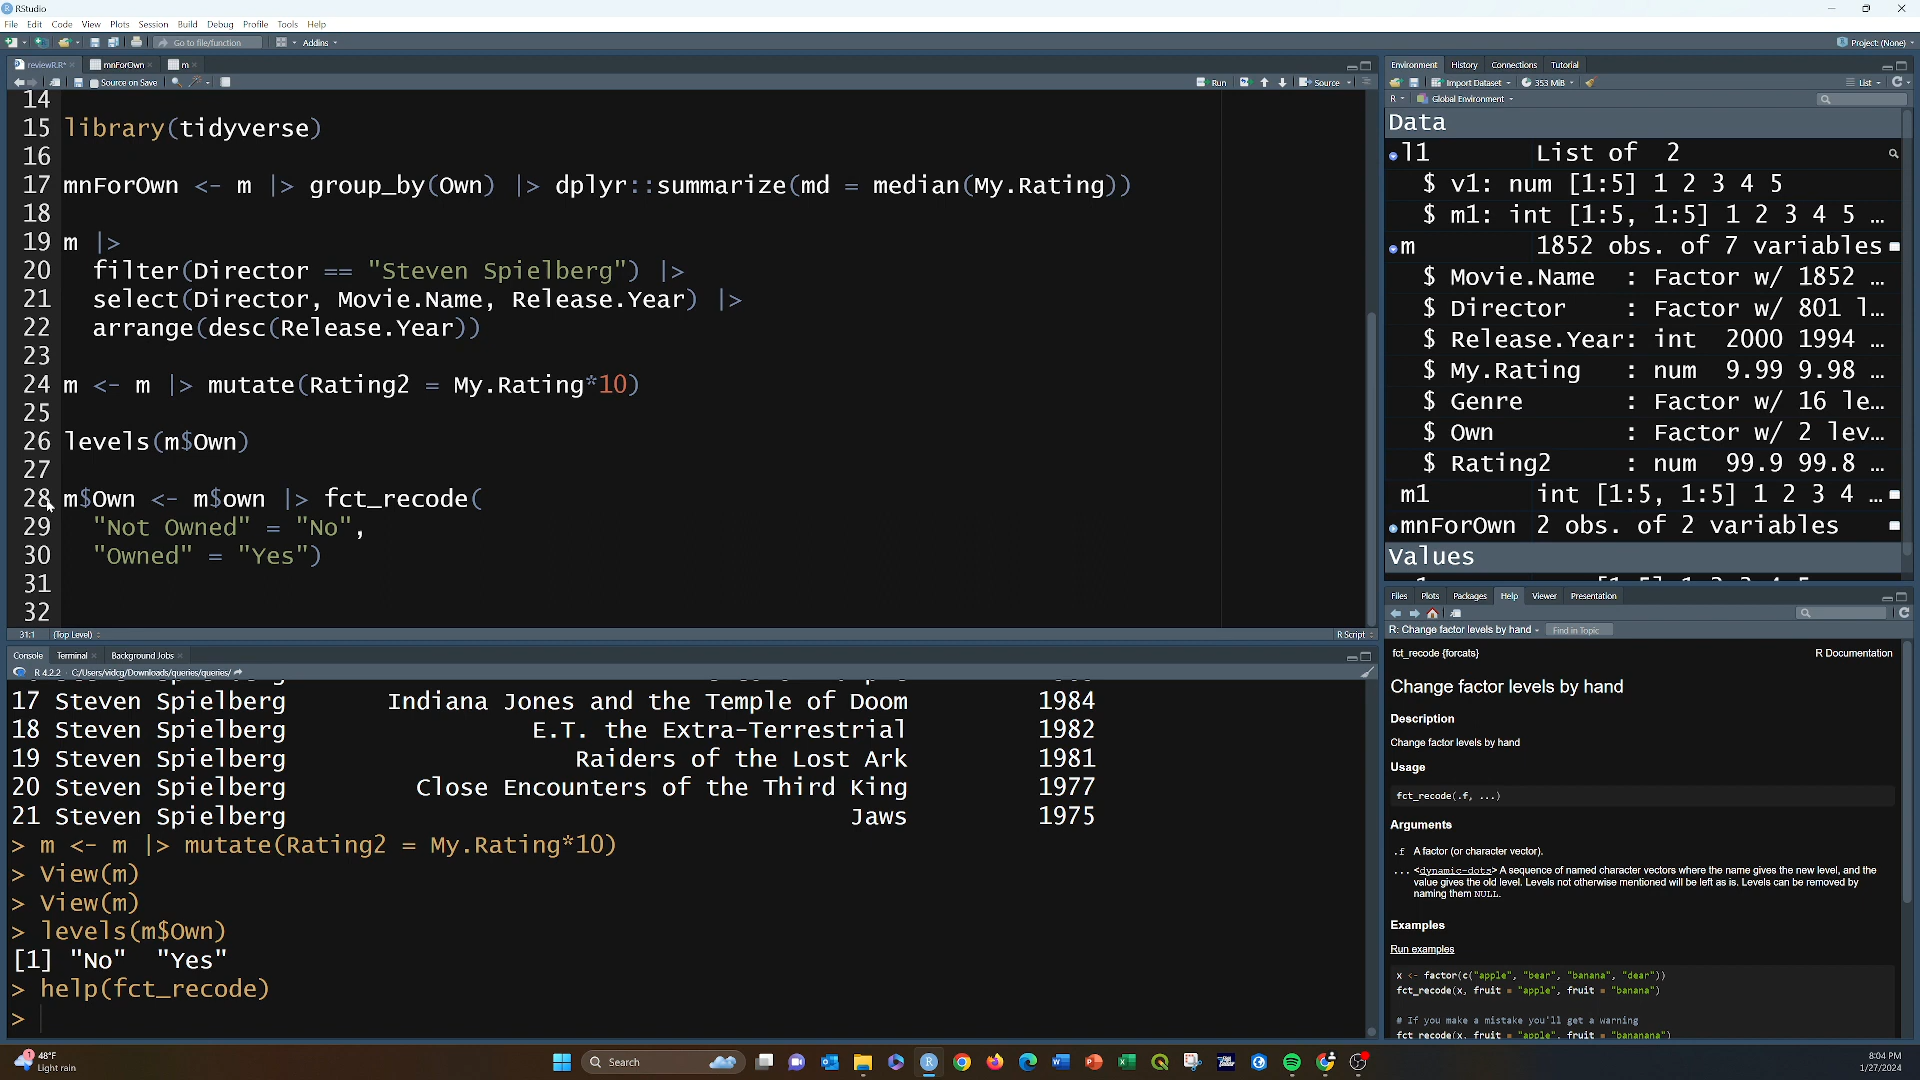 RStudio
File Edit Code View Plots Session Build Debug Profile Tools Help
Go to file/function Addins Project: (None)
reviewR.R* mnForOwn m
Source on Save Run Source
14
15 library(tidyverse)
16
17 mnForOwn <- m |> group_by(Own) |> dplyr::summarize(md = median(My.Rating))
18
19 m |>
20 filter(Director == "Steven Spielberg") |>
21 select(Director, Movie.Name, Release.Year) |>
22 arrange(desc(Release.Year))
23
24 m <- m |> mutate(Rating2 = My.Rating*10)
25
26 levels(m$Own)
27
28 m$Own <- m$own |> fct_recode(
29 "Not Owned" = "No",
30 "Owned" = "Yes")
31
32
31:1 (Top Level) R Script
Console Terminal Background Jobs
R 4.2.2 · C:/Users/vidcg/Downloads/queries/queries/
17 Steven Spielberg Indiana Jones and the Temple of Doom 1984
18 Steven Spielberg E.T. the Extra-Terrestrial 1982
19 Steven Spielberg Raiders of the Lost Ark 1981
20 Steven Spielberg Close Encounters of the Third King 1977
21 Steven Spielberg Jaws 1975
> m <- m |> mutate(Rating2 = My.Rating*10)
> View(m)
> View(m)
> levels(m$Own)
[1] "No" "Yes"
> help(fct_recode)
>
Environment History Connections Tutorial
Import Dataset 353 MiB List
R Global Environment
Data
l1 List of 2
$ v1: num [1:5] 1 2 3 4 5
$ m1: int [1:5, 1:5] 1 2 3 4 5 ...
m 1852 obs. of 7 variables
$ Movie.Name : Factor w/ 1852 ...
$ Director : Factor w/ 801 l...
$ Release.Year: int 2000 1994 ...
$ My.Rating : num 9.99 9.98 ...
$ Genre : Factor w/ 16 le...
$ Own : Factor w/ 2 lev...
$ Rating2 : num 99.9 99.8 ...
m1 int [1:5, 1:5] 1 2 3 4 ...
mnForOwn 2 obs. of 2 variables
Values
Files Plots Packages Help Viewer Presentation
R: Change factor levels by hand Find in Topic
fct_recode {forcats} R Documentation
Change factor levels by hand
Description
Change factor levels by hand
Usage
fct_recode(.f, ...)
Arguments
.f A factor (or character vector).
... <dynamic-dots> A sequence of named character vectors where the name gives the new level, and the
value gives the old level. Levels not otherwise mentioned will be left as is. Levels can be removed by
naming them NULL.
Examples
Run examples
x <- factor(c("apple", "bear", "banana", "dear"))
fct_recode(x, fruit = "apple", fruit = "banana")
# If you make a mistake you'll get a warning
fct_recode(x, fruit = "apple", fruit = "bananana")
1 48°F
Light rain
Search
8:04 PM
1/27/2024